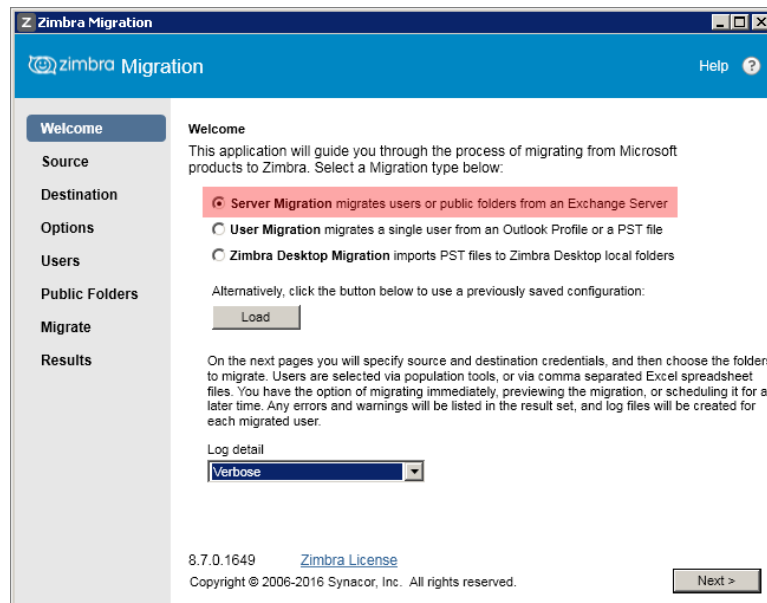 Zimbra Migration
zimbra Migration
Help ?
Welcome
Source
Destination
Options
Users
Public Folders
Migrate
Results
Welcome
This application will guide you through the process of migrating from Microsoft
products to Zimbra. Select a Migration type below:
Server Migration migrates users or public folders from an Exchange Server
User Migration migrates a single user from an Outlook Profile or a PST file
Zimbra Desktop Migration imports PST files to Zimbra Desktop local folders
Alternatively, click the button below to use a previously saved configuration:
Load
On the next pages you will specify source and destination credentials, and then choose the folder
to migrate. Users are selected via population tools, or via comma separated Excel spreadsheet
files. You have the option of migrating immediately, previewing the migration, or scheduling it for a
later time. Any errors and warnings will be listed in the result set, and log files will be created for
each migrated user.
Log detail
Verbose
8.7.0.1649 Zimbra License
Copyright © 2006-2016 Synacor, Inc. All rights reserved.
Next >